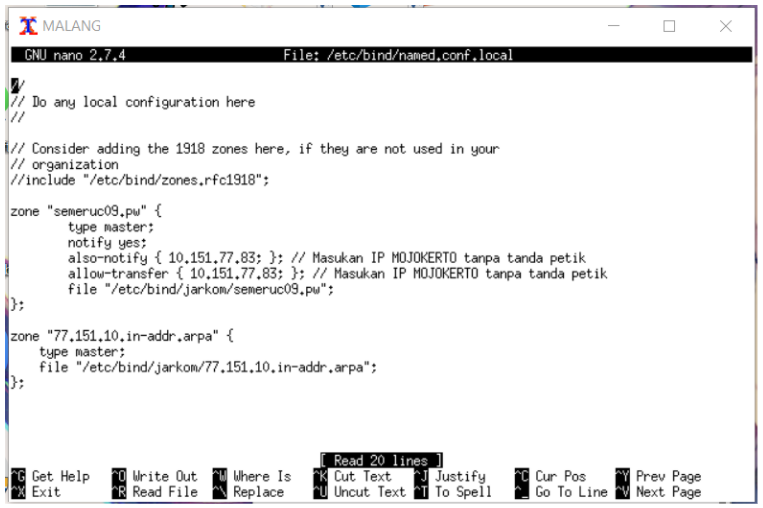 MALANG
GNU nano 2.7.4 File: /etc/bind/named.conf.local
//
// Do any local configuration here
//
// Consider adding the 1918 zones here, if they are not used in your
// organization
//include "/etc/bind/zones.rfc1918";
zone "semeruc09.pw" {
type master;
notify yes;
also-notify { 10.151.77.83; }; // Masukan IP MOJOKERTO tanpa tanda petik
allow-transfer { 10.151.77.83; }; // Masukan IP MOJOKERTO tanpa tanda petik
file "/etc/bind/jarkom/semeruc09.pw";
};
zone "77.151.10.in-addr.arpa" {
type master;
file "/etc/bind/jarkom/77.151.10.in-addr.arpa";
};
[ Read 20 lines ]
^G Get Help ^O Write Out ^W Where Is ^K Cut Text ^J Justify ^C Cur Pos ^Y Prev Page
^X Exit ^R Read File ^\ Replace ^U Uncut Text ^T To Spell ^_ Go To Line ^V Next Page